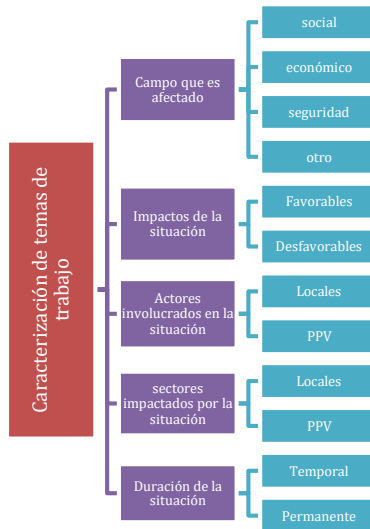 Caracterización de temas de
trabajo
Campo que es
afectado
social
económico
seguridad
otro
Impactos de la
situación
Favorables
Desfavorables
Actores
involucrados en la
situación
Locales
PPV
sectores
impactados por la
situación
Locales
PPV
Duración de la
situación
Temporal
Permanente